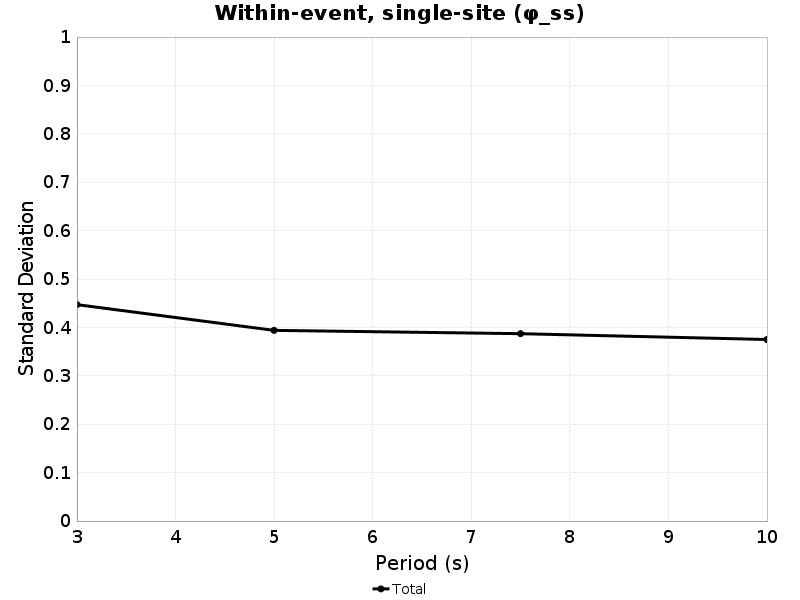 Within-event, single-site (φ_ss)
1
0.9
0.8
0.7
0.6
0.5
0.4
0.3
0.2
0.1
0
Standard Deviation
3 4 5 6 7 8 9 10
Period (s)
Total